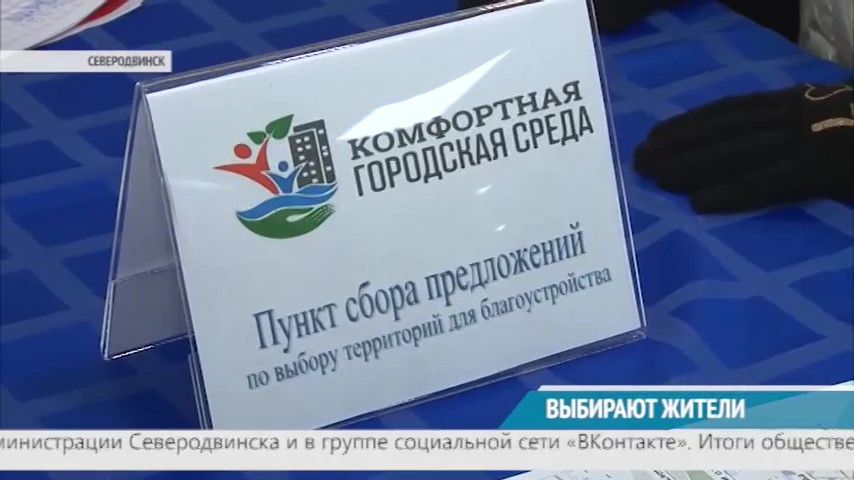 СЕВЕРОДВИНСК
КОМФОРТНАЯ
ГОРОДСКАЯ СРЕДА
Пункт сбора предложений
по выбору территорий для благоустройства
ВЫБИРАЮТ ЖИТЕЛИ
министрации Северодвинска и в группе социальной сети «ВКонтакте». Итоги обществе